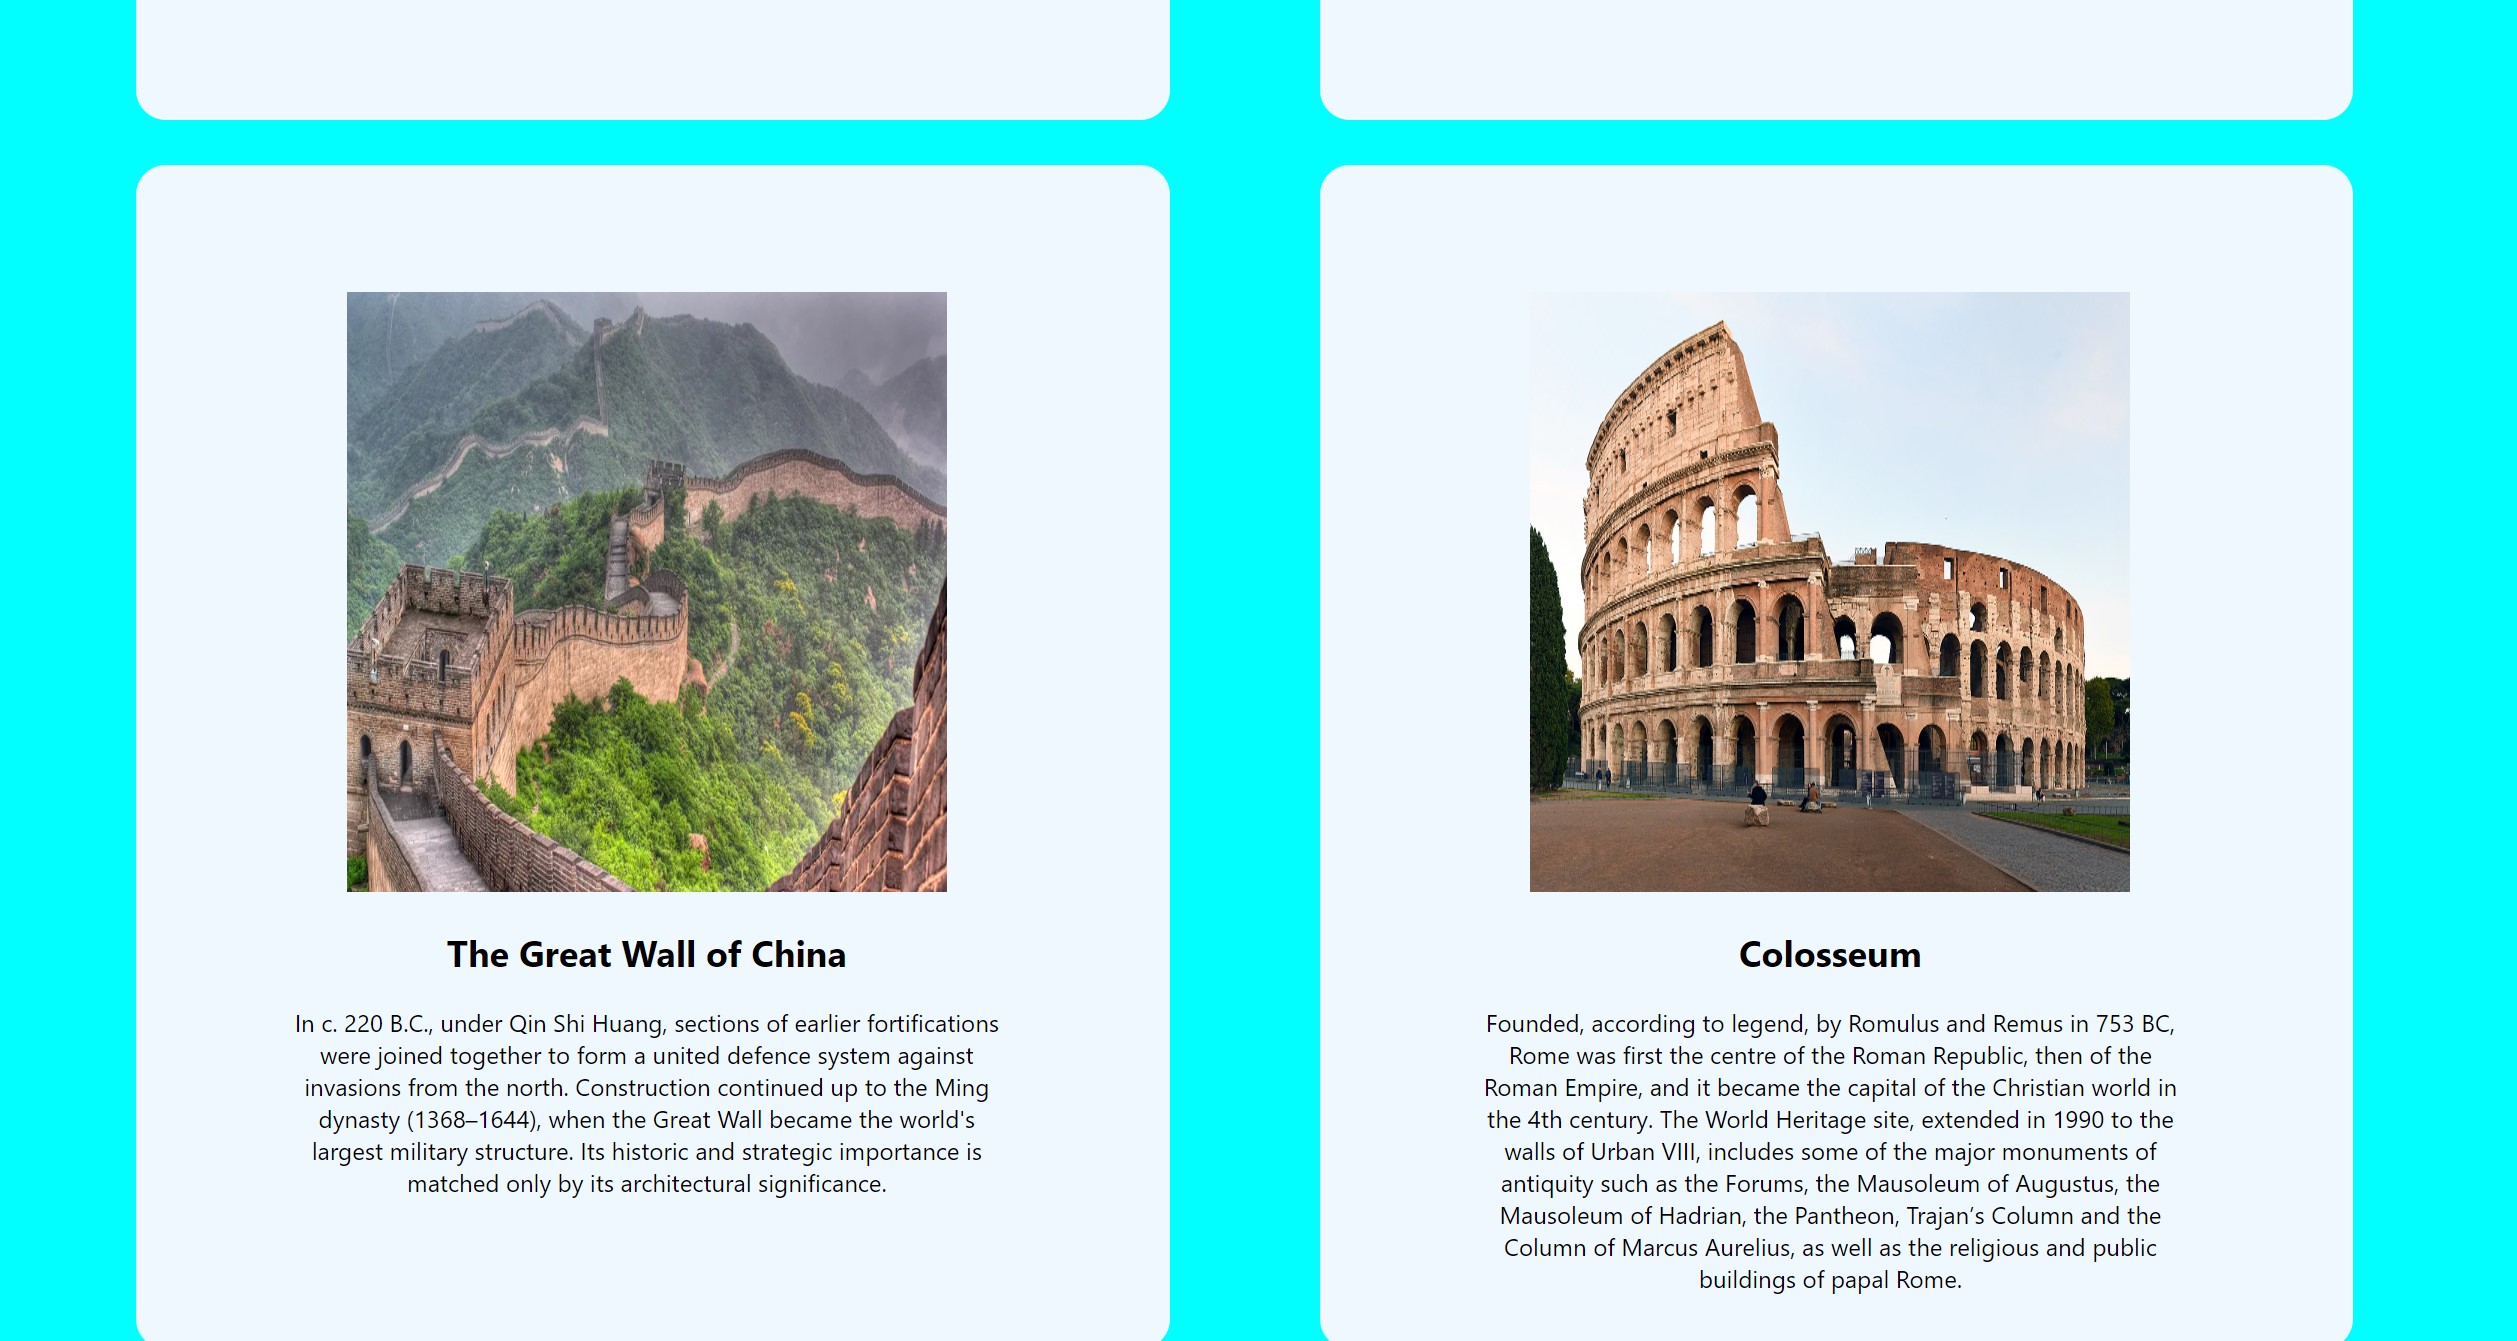 The Great Wall of China
In c. 220 B.C., under Qin Shi Huang, sections of earlier fortifications
were joined together to form a united defence system against
invasions from the north. Construction continued up to the Ming
dynasty (1368–1644), when the Great Wall became the world's
largest military structure. Its historic and strategic importance is
matched only by its architectural significance.
Colosseum
Founded, according to legend, by Romulus and Remus in 753 BC,
Rome was first the centre of the Roman Republic, then of the
Roman Empire, and it became the capital of the Christian world in
the 4th century. The World Heritage site, extended in 1990 to the
walls of Urban VIII, includes some of the major monuments of
antiquity such as the Forums, the Mausoleum of Augustus, the
Mausoleum of Hadrian, the Pantheon, Trajan’s Column and the
Column of Marcus Aurelius, as well as the religious and public
buildings of papal Rome.